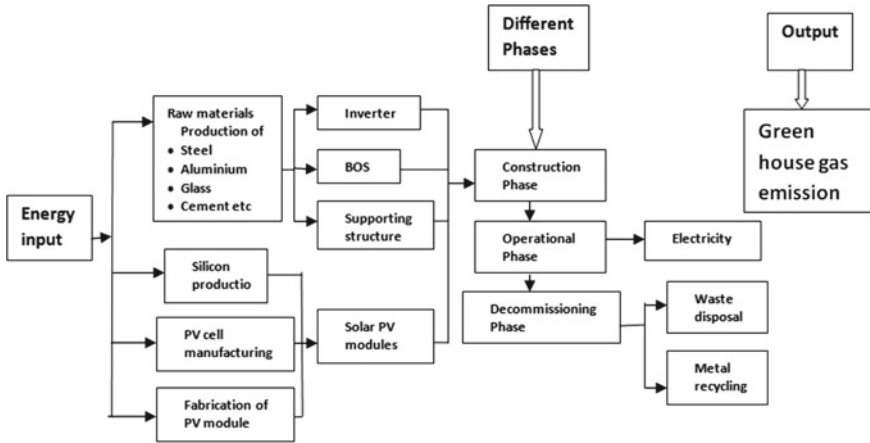 Different
Phases
Output
Raw materials
Production of
• Steel
• Aluminium
• Glass
• Cement etc
Inverter
BOS
Supporting
structure
Construction
Phase
Green
house gas
emission
Energy
input
Operational
Phase
Electricity
Silicon
productio
Decommissioning
Phase
Waste
disposal
PV cell
manufacturing
Solar PV
modules
Metal
recycling
Fabrication of
PV module